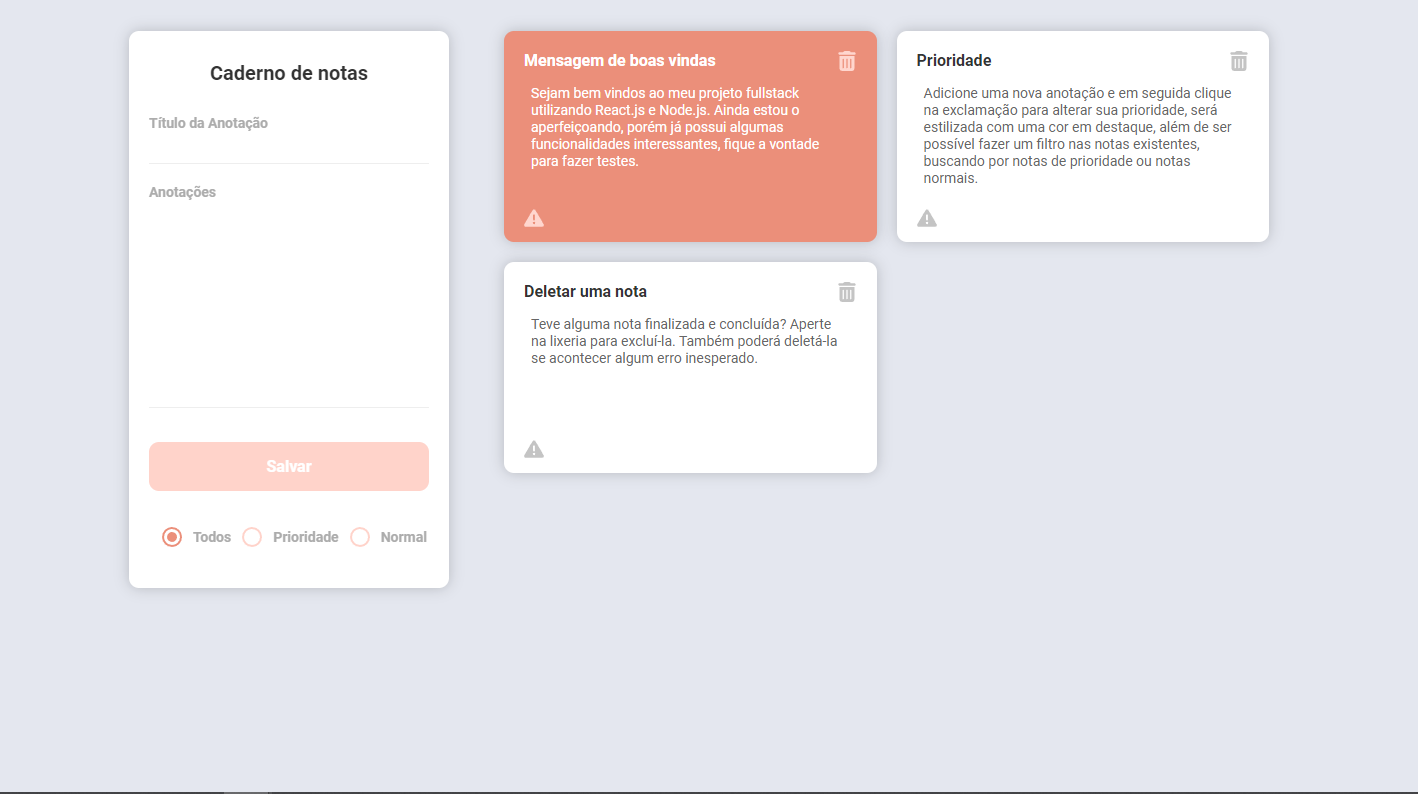 Caderno de notas
Título da Anotação
Anotações
Salvar
Todos Prioridade Normal
Mensagem de boas vindas
Sejam bem vindos ao meu projeto fullstack
utilizando React.js e Node.js. Ainda estou o
aperfeiçoando, porém já possui algumas
funcionalidades interessantes, fique a vontade
para fazer testes.
Prioridade
Adicione uma nova anotação e em seguida clique
na exclamação para alterar sua prioridade, será
estilizada com uma cor em destaque, além de ser
possível fazer um filtro nas notas existentes,
buscando por notas de prioridade ou notas
normais.
Deletar uma nota
Teve alguma nota finalizada e concluída? Aperte
na lixeria para excluí-la. Também poderá deletá-la
se acontecer algum erro inesperado.